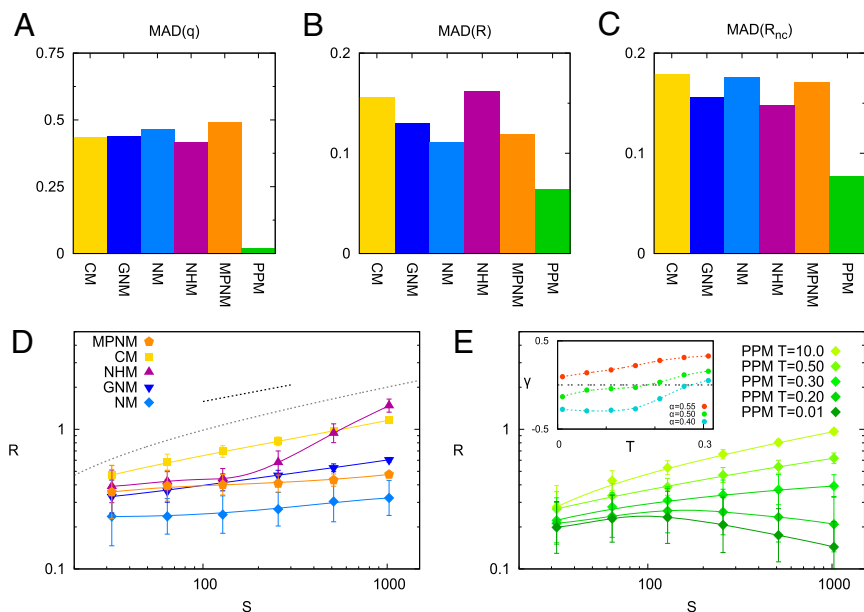 A
MAD(q)
0.75
0.5
0.25
0
CM
GNM
NM
NHM
MPNM
PPM
B
MAD(R)
0.2
0.1
0
CM
GNM
NM
NHM
MPNM
PPM
C
MAD(Rnc)
0.2
0.1
0
CM
GNM
NM
NHM
MPNM
PPM
D
MPNM
CM
NHM
GNM
NM
R
1
0.1
100
1000
S
E
PPM T=10.0
PPM T=0.50
PPM T=0.30
PPM T=0.20
PPM T=0.01
0.5
γ
-0.5
α=0.55
α=0.50
α=0.40
0
T
0.3
R
1
0.1
100
1000
S